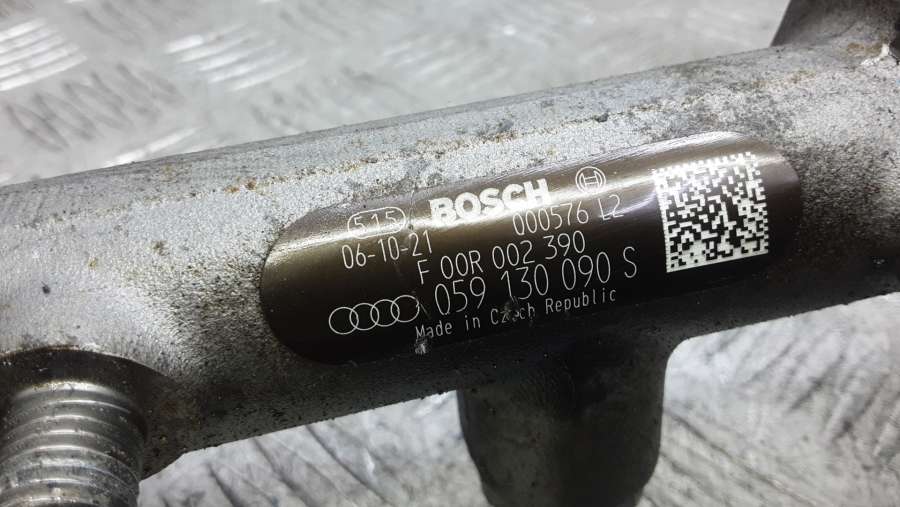 515 BOSCH
06-10-21 000576 L2
F 00R 002 390
059 130 090 S
Made in Czech Republic